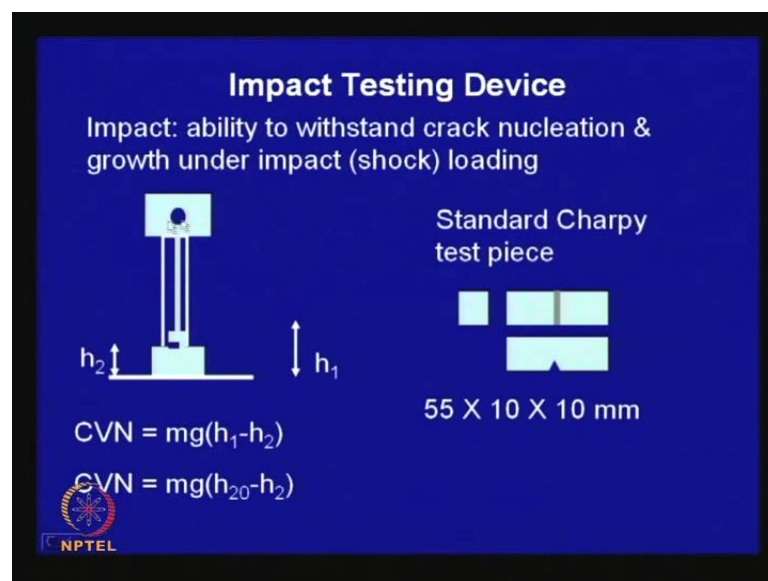 Impact Testing Device
Impact: ability to withstand crack nucleation &
growth under impact (shock) loading
Standard Charpy
test piece
h₂
h₁
55 X 10 X 10 mm
CVN = mg(h₁-h₂)
CVN = mg(h₂₀-h₂)
NPTEL